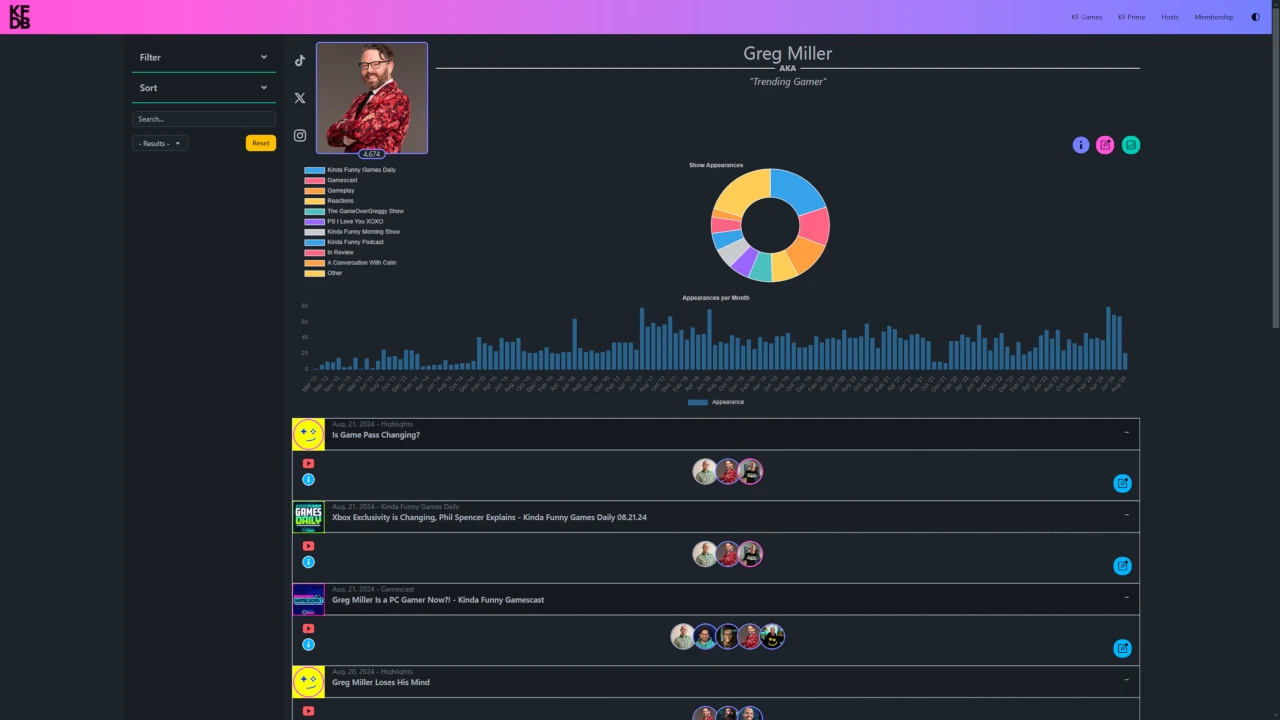 KF
DB
KF Games
KF Prime
Hosts
Membership
Filter
Sort
Search...
- Results -
Reset
4,674
Greg Miller
AKA
"Trending Gamer"
Show Appearances
Kinda Funny Games Daily
Gamescast
Gameplay
Reactions
The GameOverGreggy Show
PS I Love You XOXO
Kinda Funny Morning Show
Kinda Funny Podcast
In Review
A Conversation With Colin
Other
Appearances per Month
80
60
40
20
0
Appearance
Aug. 21, 2024 - Highlights
Is Game Pass Changing?
Aug. 21, 2024 - Kinda Funny Games Daily
GAMES
DAILY
Xbox Exclusivity is Changing, Phil Spencer Explains - Kinda Funny Games Daily 08.21.24
Aug. 21, 2024 - Gamescast
Greg Miller Is a PC Gamer Now?! - Kinda Funny Gamescast
Aug. 20, 2024 - Highlights
Greg Miller Loses His Mind